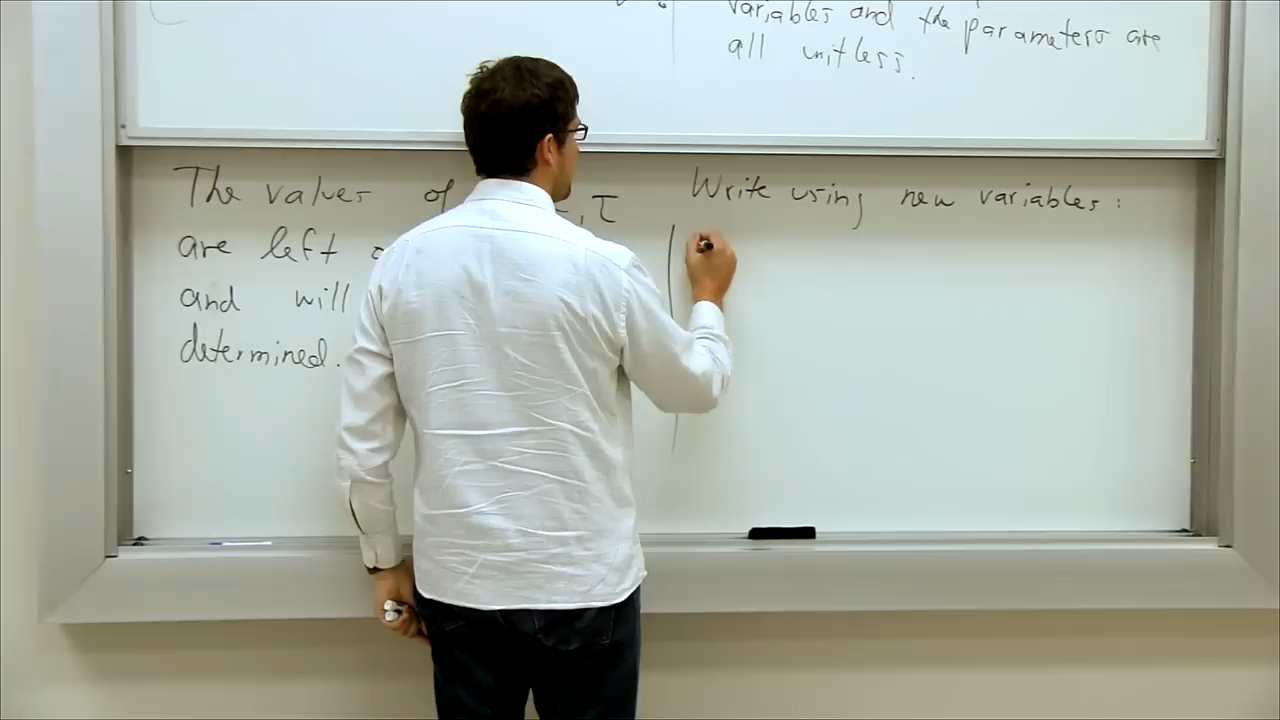 variables and the parameters are
all unitless.
The values of , τ
are left
and will
determined.
Write using new variables: